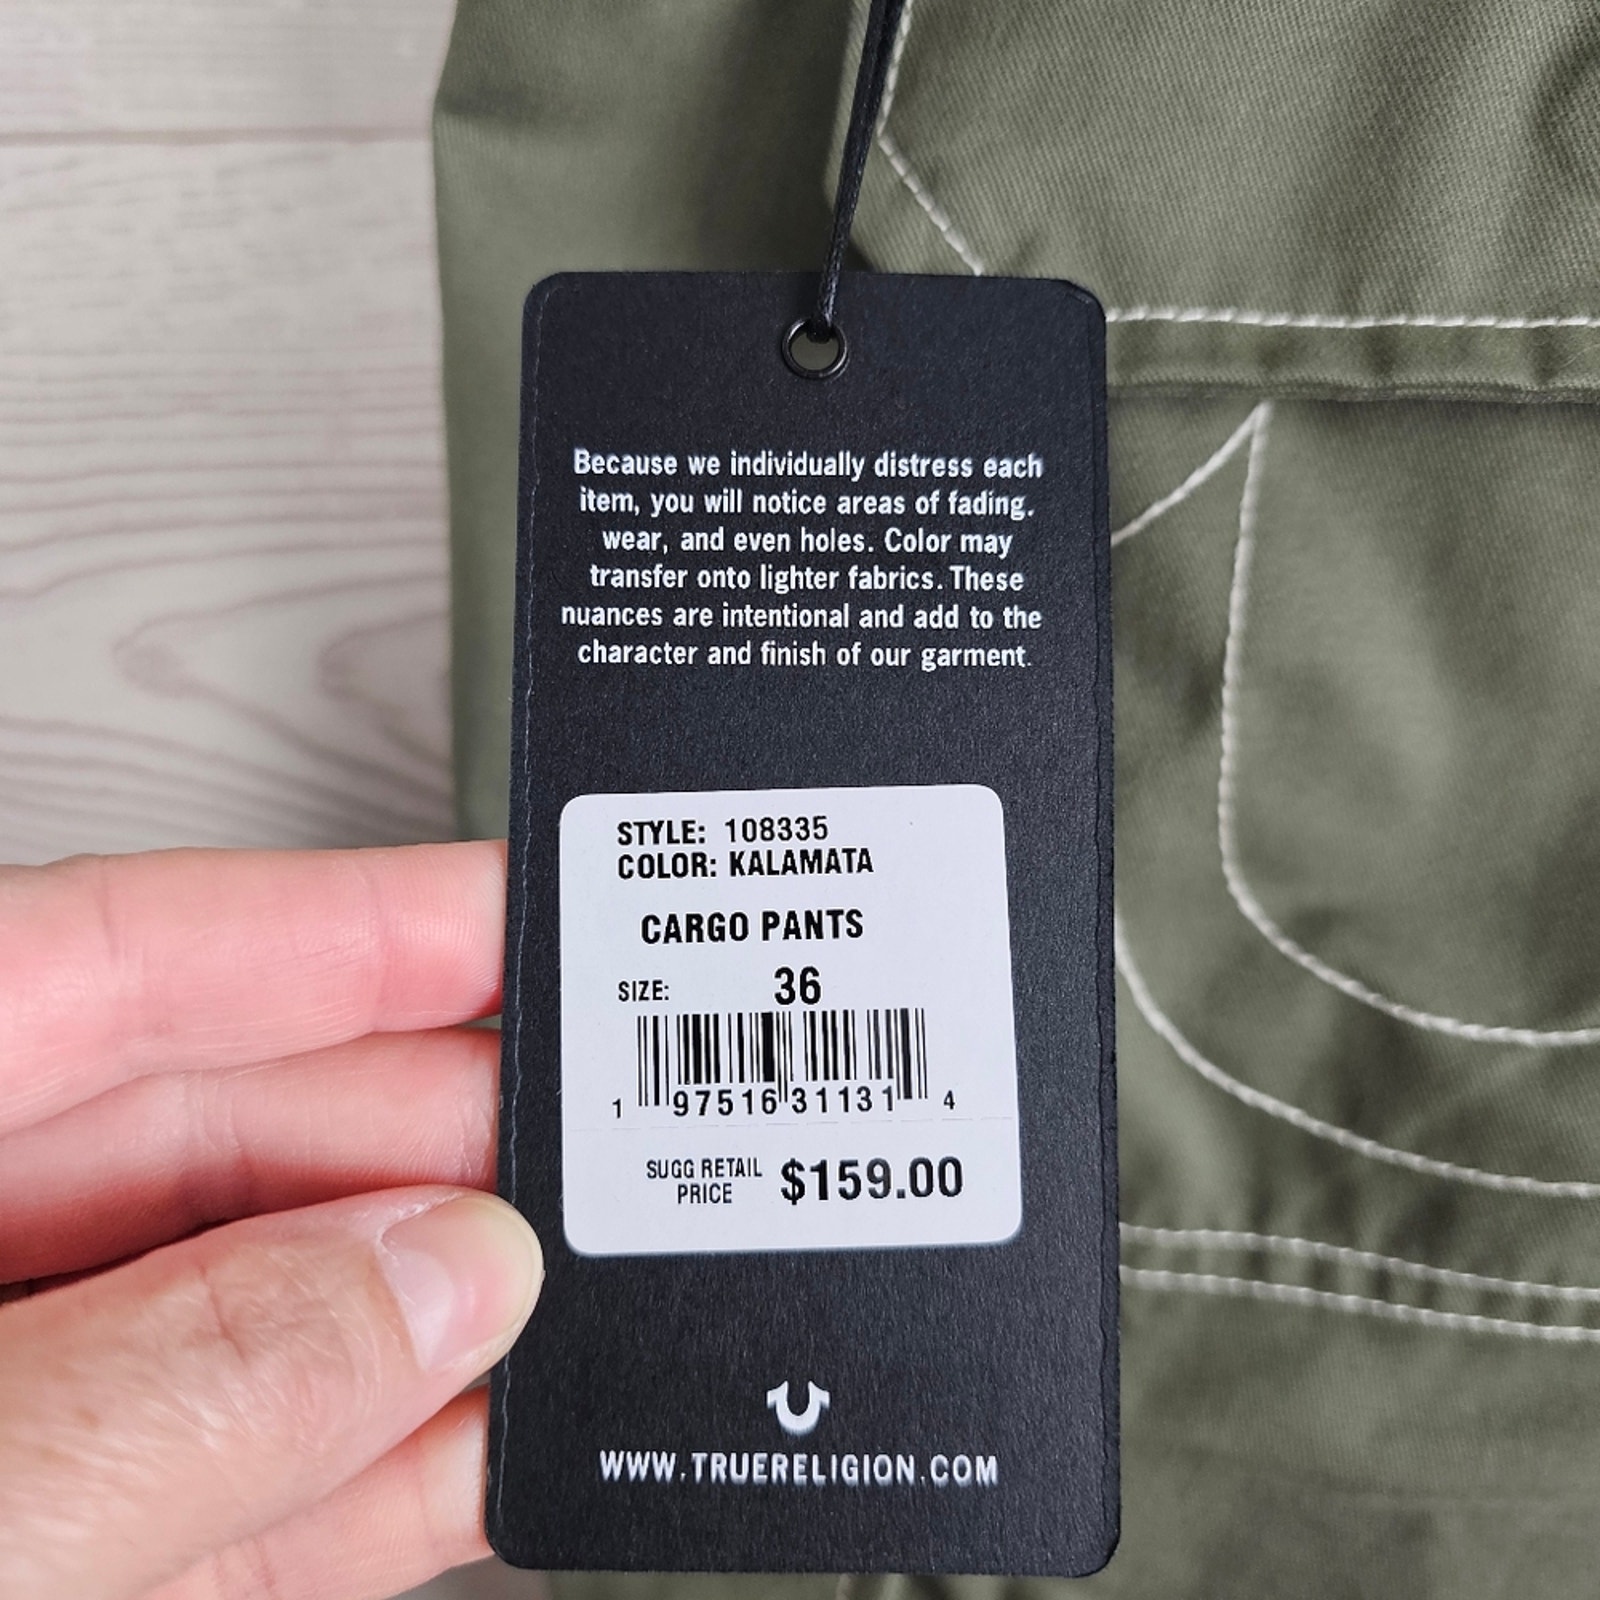 Because we individually distress each
item, you will notice areas of fading.
wear, and even holes. Color may
transfer onto lighter fabrics. These
nuances are intentional and add to the
character and finish of our garment.
STYLE: 108335
COLOR: KALAMATA
CARGO PANTS
SIZE: 36
1 97516 31131 4
SUGG RETAIL
PRICE $159.00
WWW.TRUERELIGION.COM